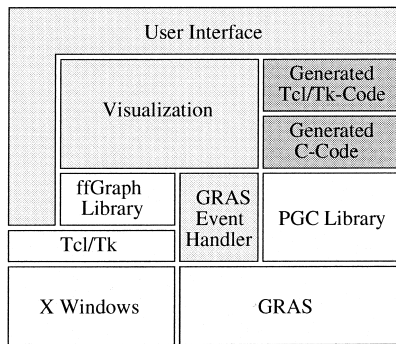 User Interface
Generated
Tcl/Tk-Code
Visualization
Generated
C-Code
ffGraph
Library
GRAS
Event
Handler
PGC Library
Tcl/Tk
X Windows
GRAS